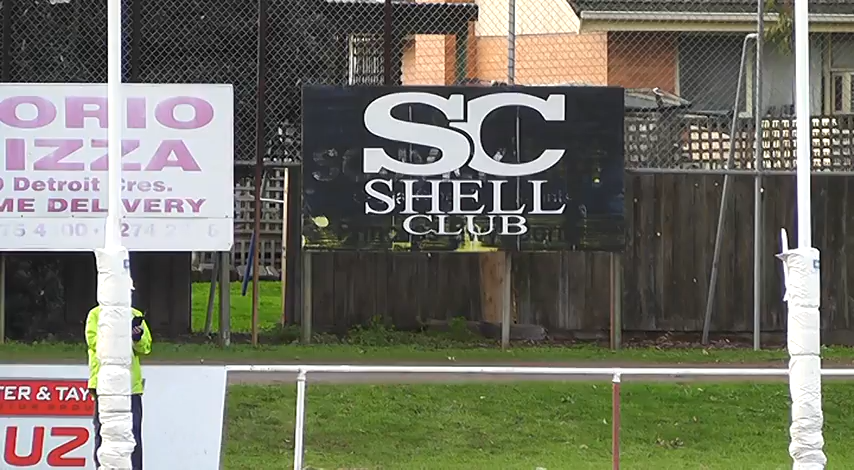 ORIO
IZZA
Detroit Cres.
ME DELIVERY
SC
SHELL
CLUB
TER & TAY
UZ